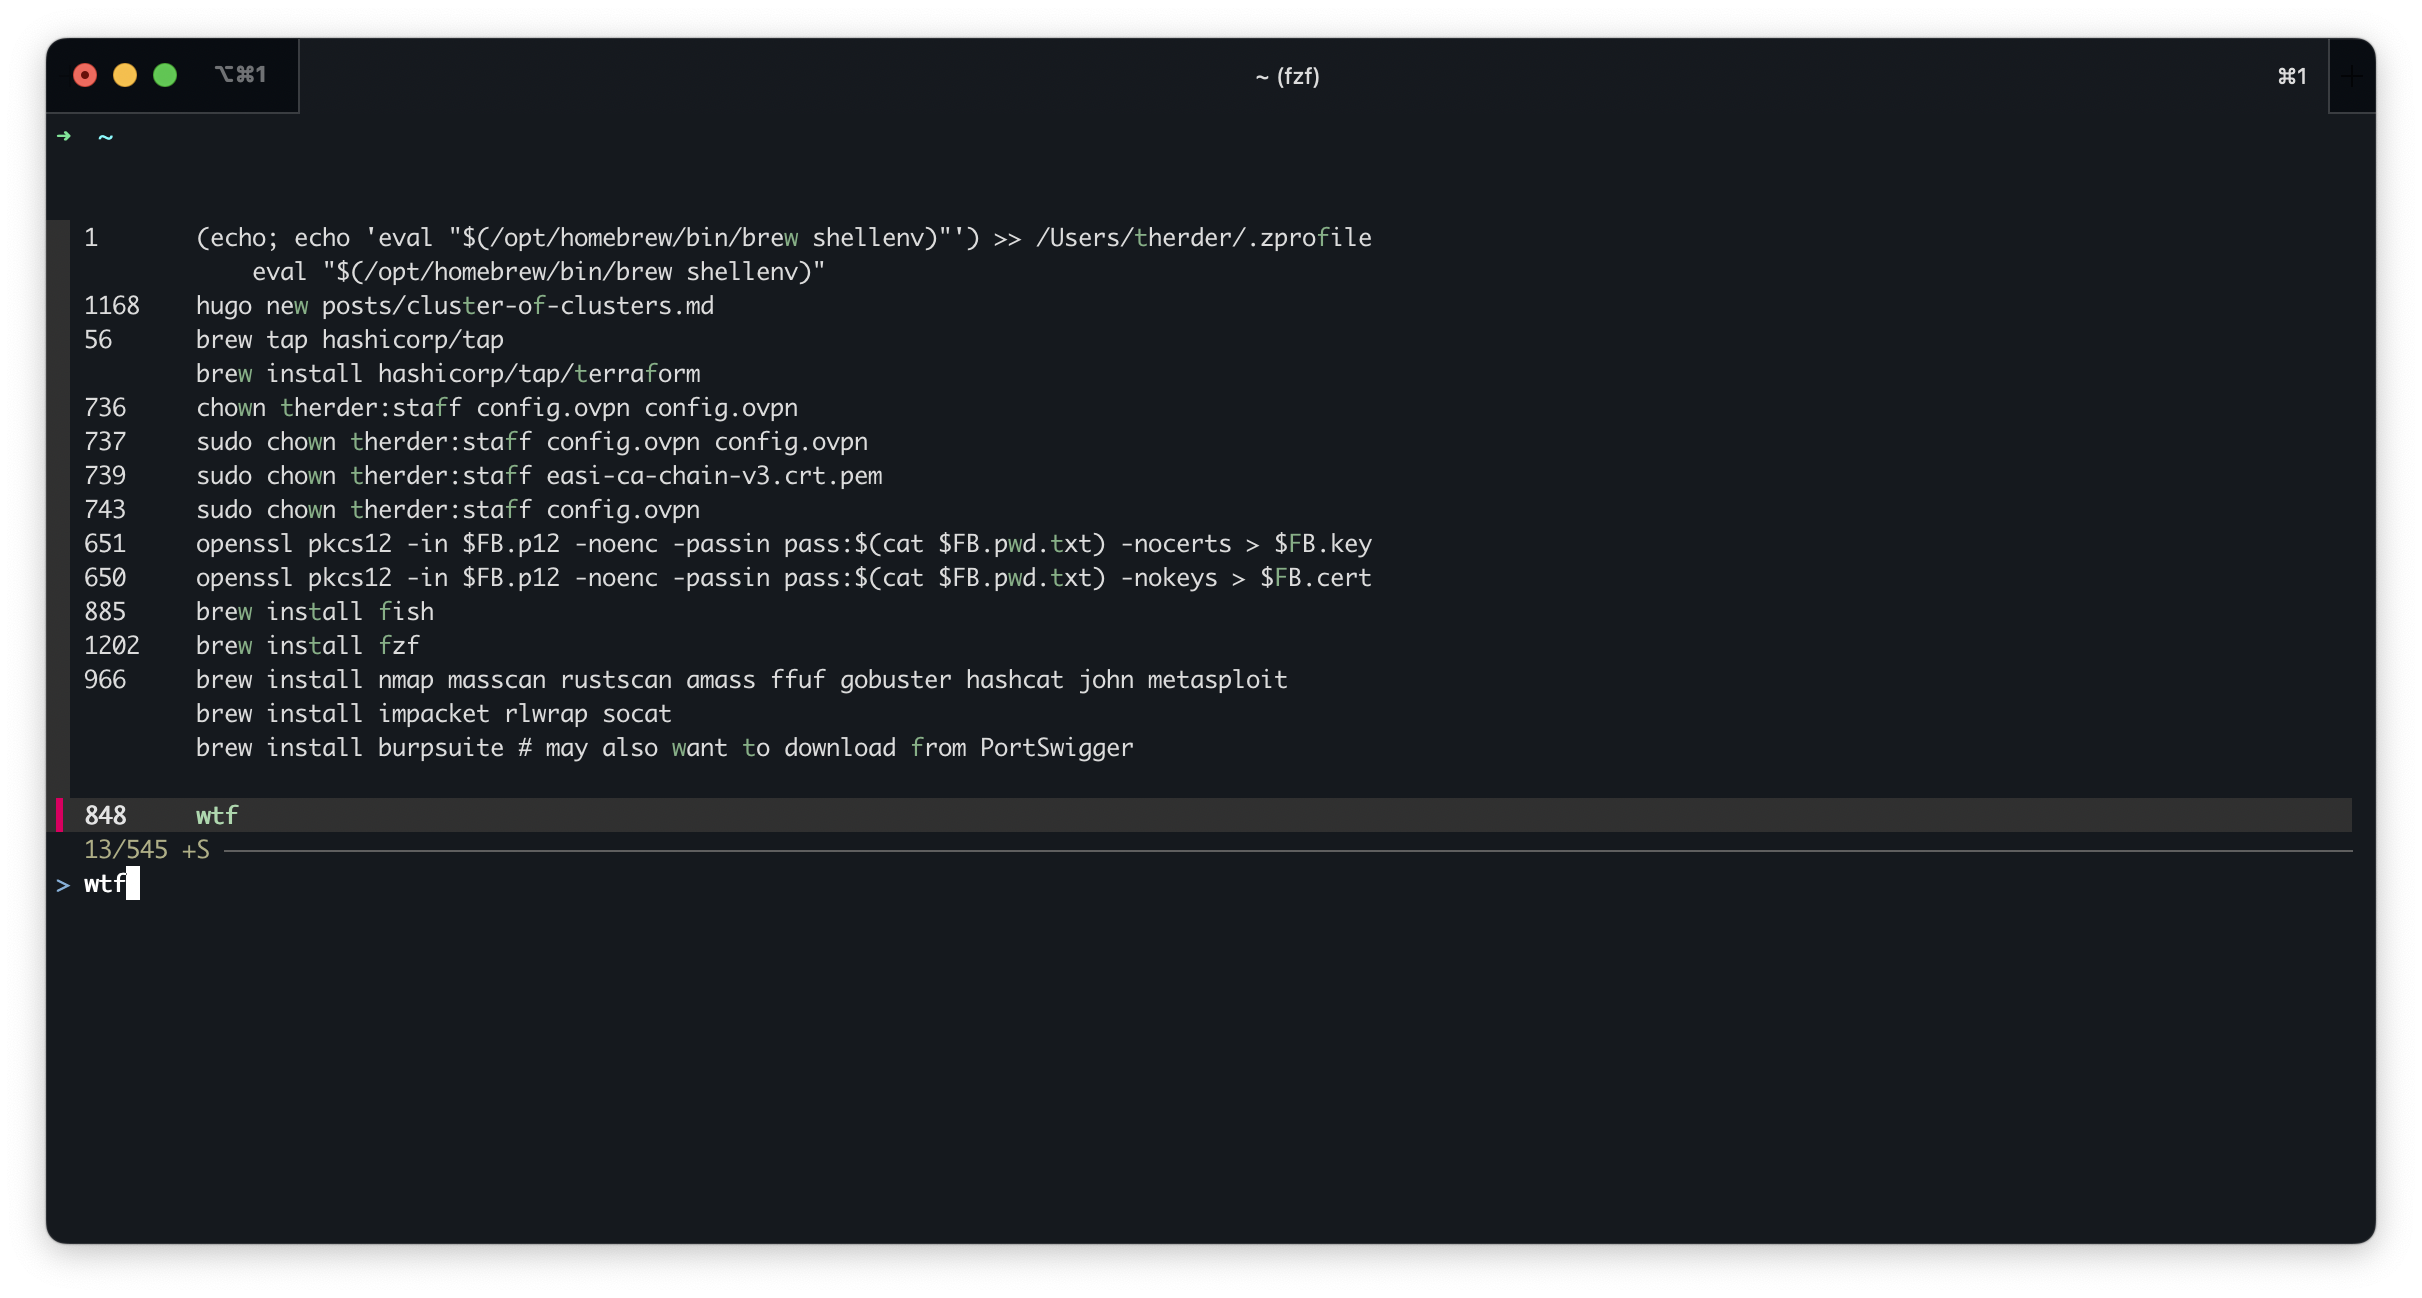 ⌥⌘1
~ (fzf)
⌘1
+
➜ ~
1 (echo; echo 'eval "$(/opt/homebrew/bin/brew shellenv)"') >> /Users/therder/.zprofile
eval "$(/opt/homebrew/bin/brew shellenv)"
1168 hugo new posts/cluster-of-clusters.md
56 brew tap hashicorp/tap
brew install hashicorp/tap/terraform
736 chown therder:staff config.ovpn config.ovpn
737 sudo chown therder:staff config.ovpn config.ovpn
739 sudo chown therder:staff easi-ca-chain-v3.crt.pem
743 sudo chown therder:staff config.ovpn
651 openssl pkcs12 -in $FB.p12 -noenc -passin pass:$(cat $FB.pwd.txt) -nocerts > $FB.key
650 openssl pkcs12 -in $FB.p12 -noenc -passin pass:$(cat $FB.pwd.txt) -nokeys > $FB.cert
885 brew install fish
1202 brew install fzf
966 brew install nmap masscan rustscan amass ffuf gobuster hashcat john metasploit
brew install impacket rlwrap socat
brew install burpsuite # may also want to download from PortSwigger
848 wtf
13/545 +S
> wtf